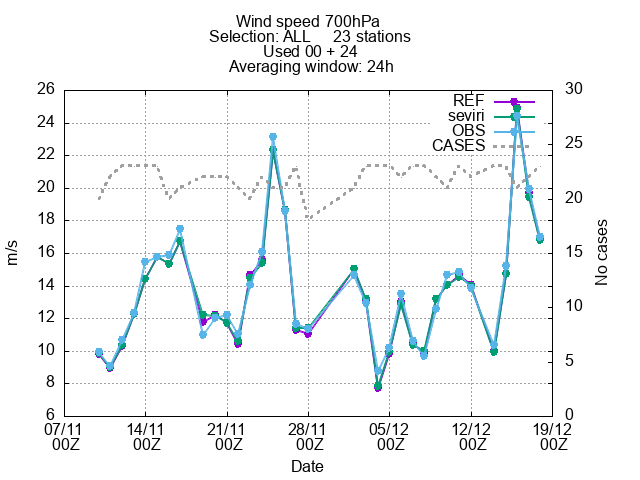 Wind speed 700hPa
Selection: ALL     23 stations
Used 00 + 24
Averaging window: 24h
26 30
24 25
22
20 20
18
16 15
14
12 10
10
8 5
6 0
REF
seviri
OBS
CASES
m/s
No cases
07/11 14/11 21/11 28/11 05/12 12/12 19/12
00Z 00Z 00Z 00Z 00Z 00Z 00Z
Date